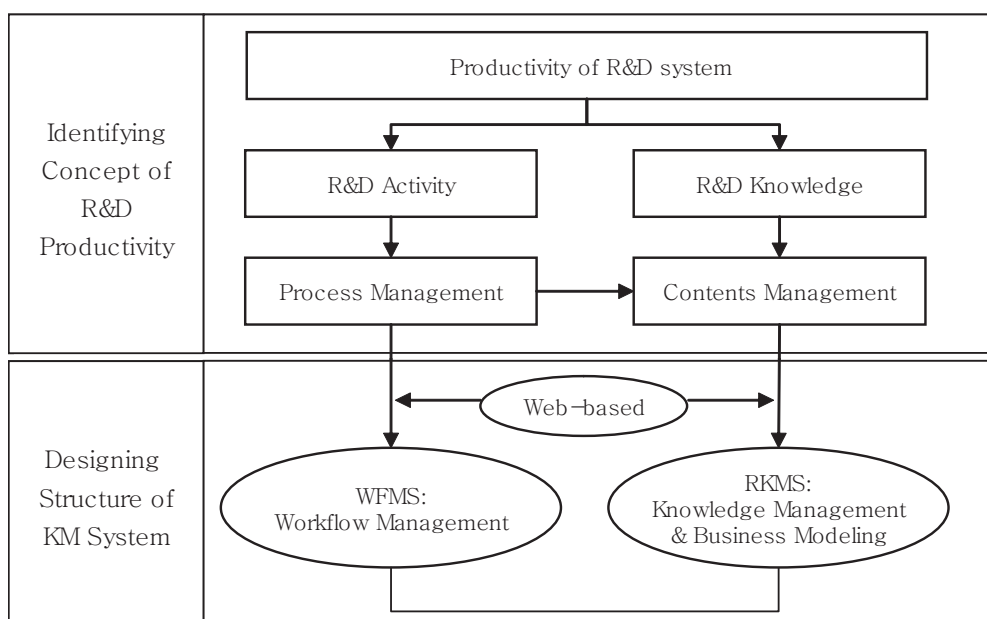 Identifying
Concept of
R&D
Productivity
Productivity of R&D system
R&D Activity
R&D Knowledge
Process Management
Contents Management
Designing
Structure of
KM System
Web-based
WFMS:
Workflow Management
RKMS:
Knowledge Management
& Business Modeling